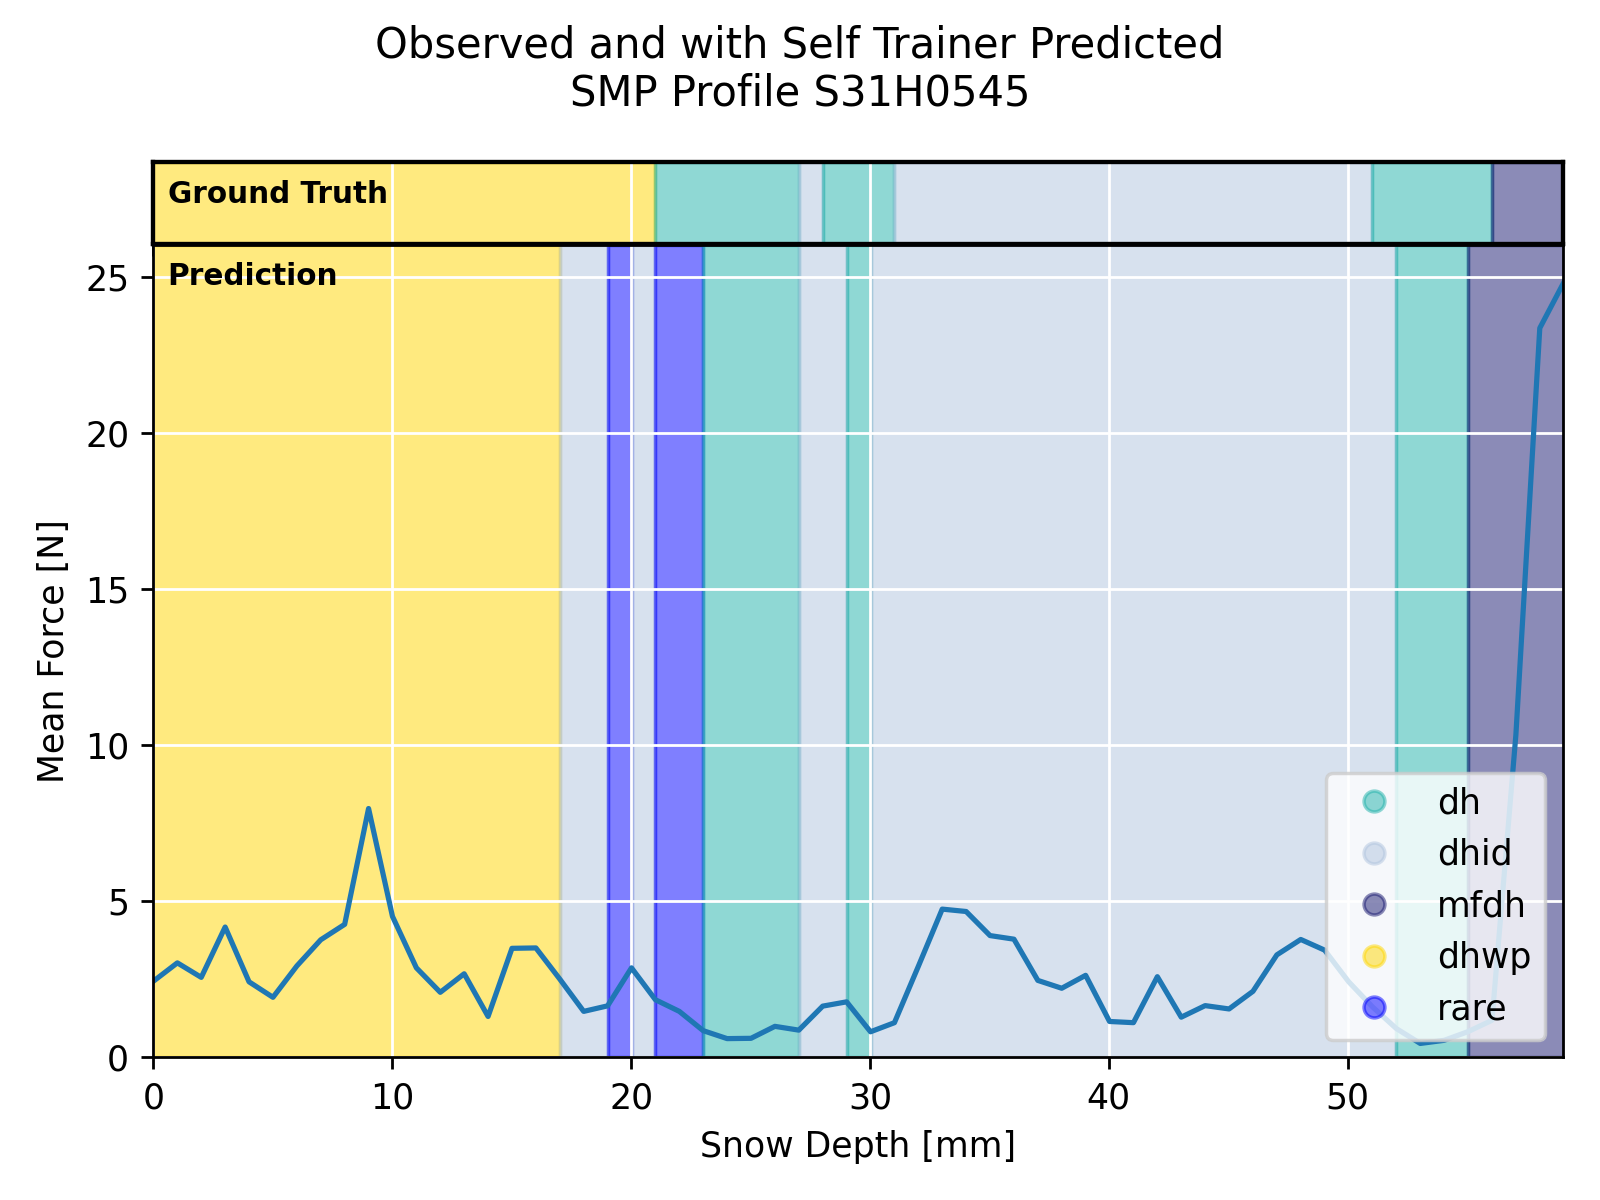 Observed and with Self Trainer Predicted
SMP Profile S31H0545
Ground Truth
Prediction
25
20
15
10
5
0
Mean Force [N]
dh
dhid
mfdh
dhwp
rare
0 10 20 30 40 50
Snow Depth [mm]